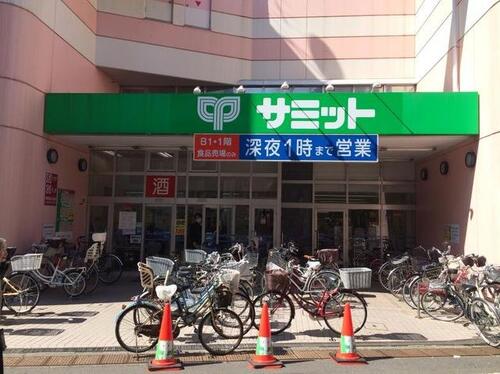 サミット
B1・1階
食品売場のみ
深夜1時まで営業
酒